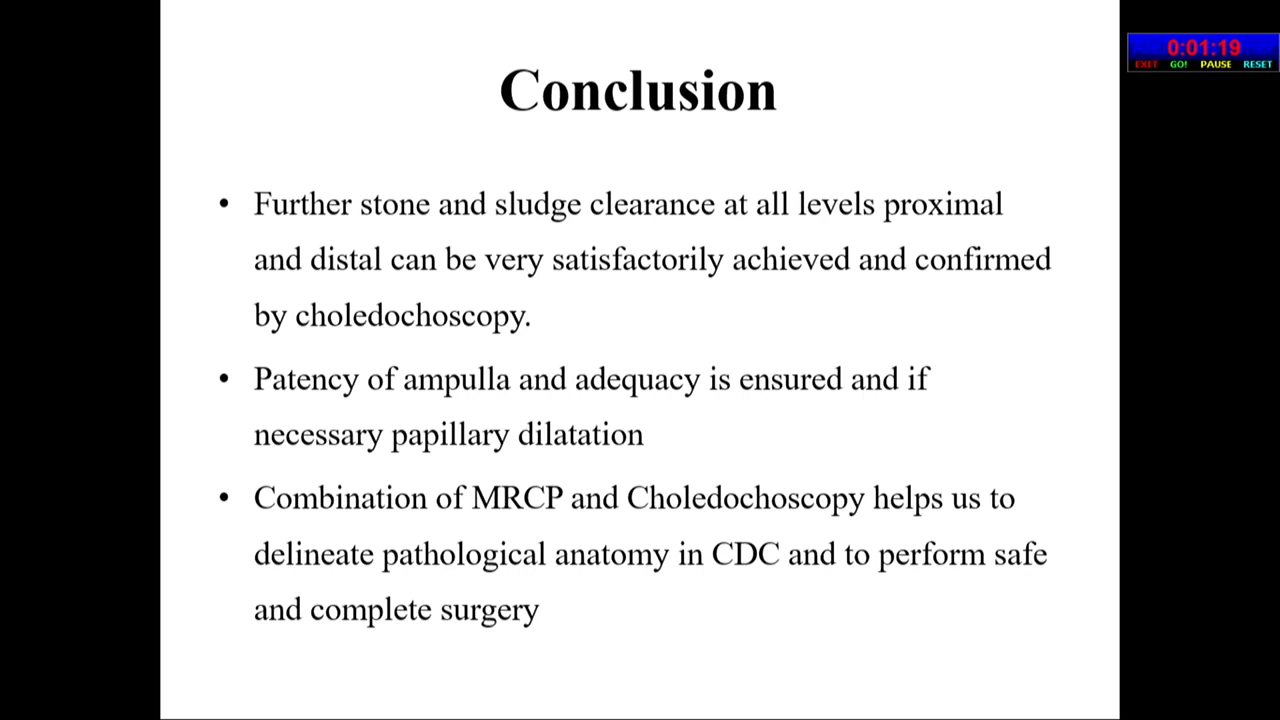 Conclusion
• Further stone and sludge clearance at all levels proximal
and distal can be very satisfactorily achieved and confirmed
by choledochoscopy.
• Patency of ampulla and adequacy is ensured and if
necessary papillary dilatation
• Combination of MRCP and Choledochoscopy helps us to
delineate pathological anatomy in CDC and to perform safe
and complete surgery
0:01:19
EXIT GO! PAUSE RESET